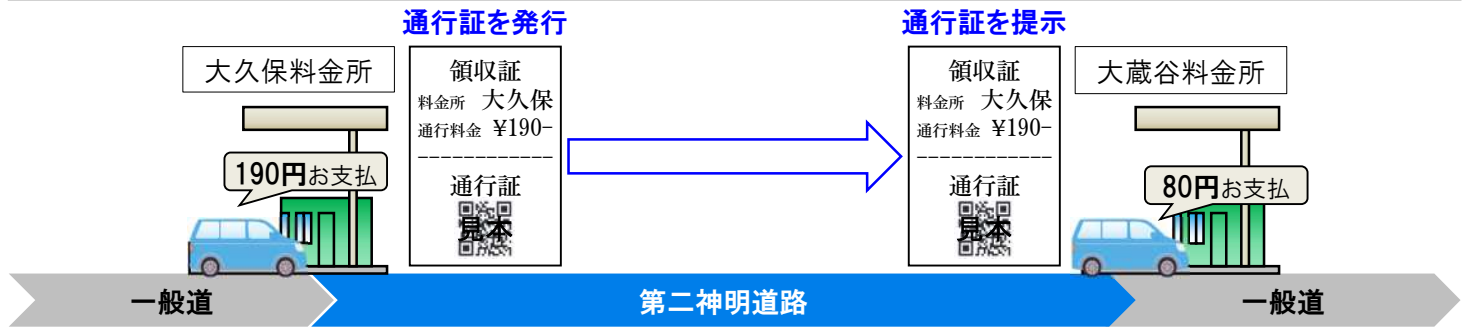 通行証を発行
通行証を提示
大久保料金所
領収証
料金所 大久保
通行料金 ¥190-
------------
通行証
見本
190円お支払
領収証
料金所 大久保
通行料金 ¥190-
------------
通行証
見本
大蔵谷料金所
80円お支払
一般道
第二神明道路
一般道